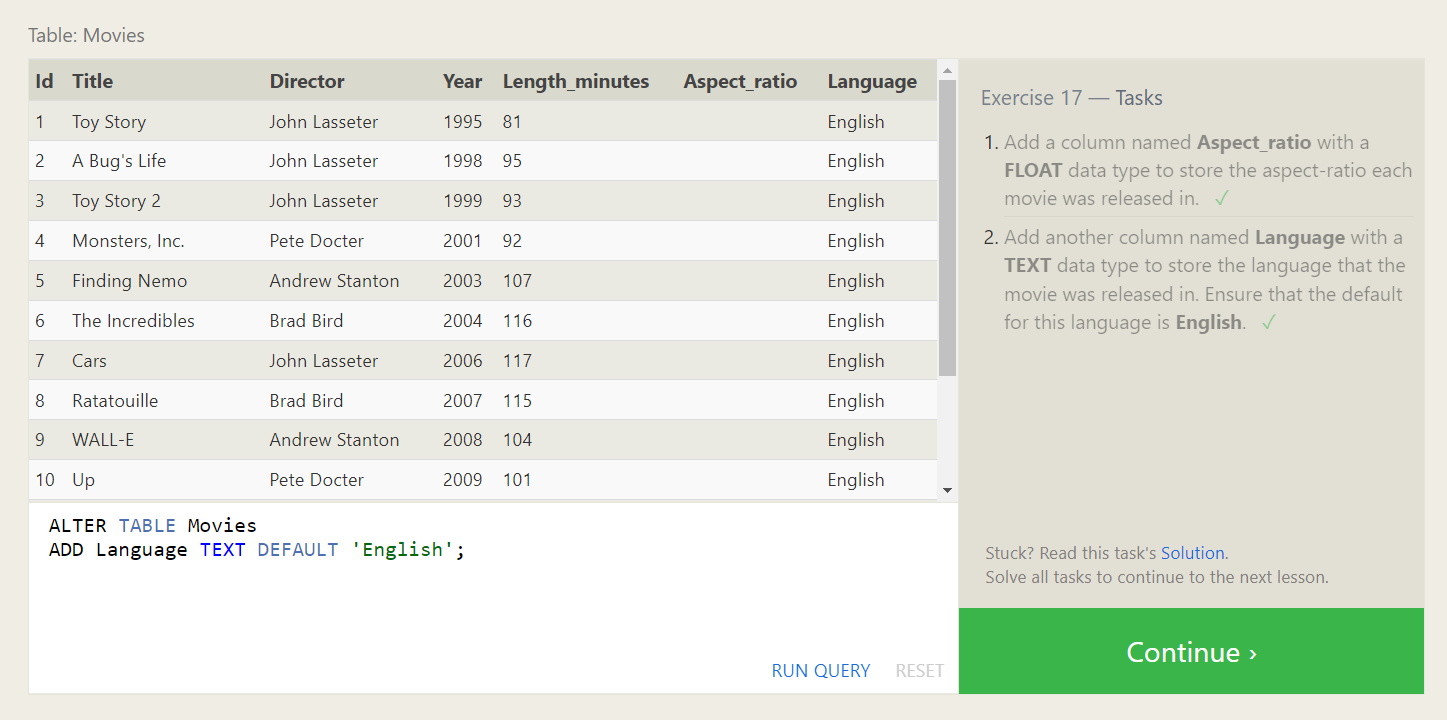 Table: Movies
Id Title Director Year Length_minutes Aspect_ratio Language
1 Toy Story John Lasseter 1995 81 English
2 A Bug's Life John Lasseter 1998 95 English
3 Toy Story 2 John Lasseter 1999 93 English
4 Monsters, Inc. Pete Docter 2001 92 English
5 Finding Nemo Andrew Stanton 2003 107 English
6 The Incredibles Brad Bird 2004 116 English
7 Cars John Lasseter 2006 117 English
8 Ratatouille Brad Bird 2007 115 English
9 WALL-E Andrew Stanton 2008 104 English
10 Up Pete Docter 2009 101 English
ALTER TABLE Movies
ADD Language TEXT DEFAULT 'English';
RUN QUERY RESET
Exercise 17 — Tasks
1. Add a column named Aspect_ratio with a
FLOAT data type to store the aspect-ratio each
movie was released in. ✓
2. Add another column named Language with a
TEXT data type to store the language that the
movie was released in. Ensure that the default
for this language is English. ✓
Stuck? Read this task's Solution.
Solve all tasks to continue to the next lesson.
Continue ›